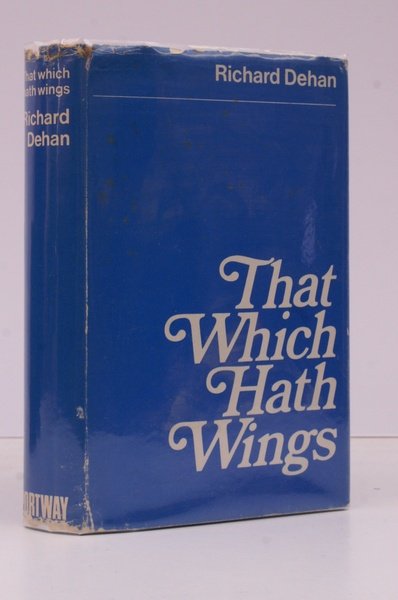 Richard Dehan
That
Which
Hath
Wings
That which
hath wings
Richard
Dehan